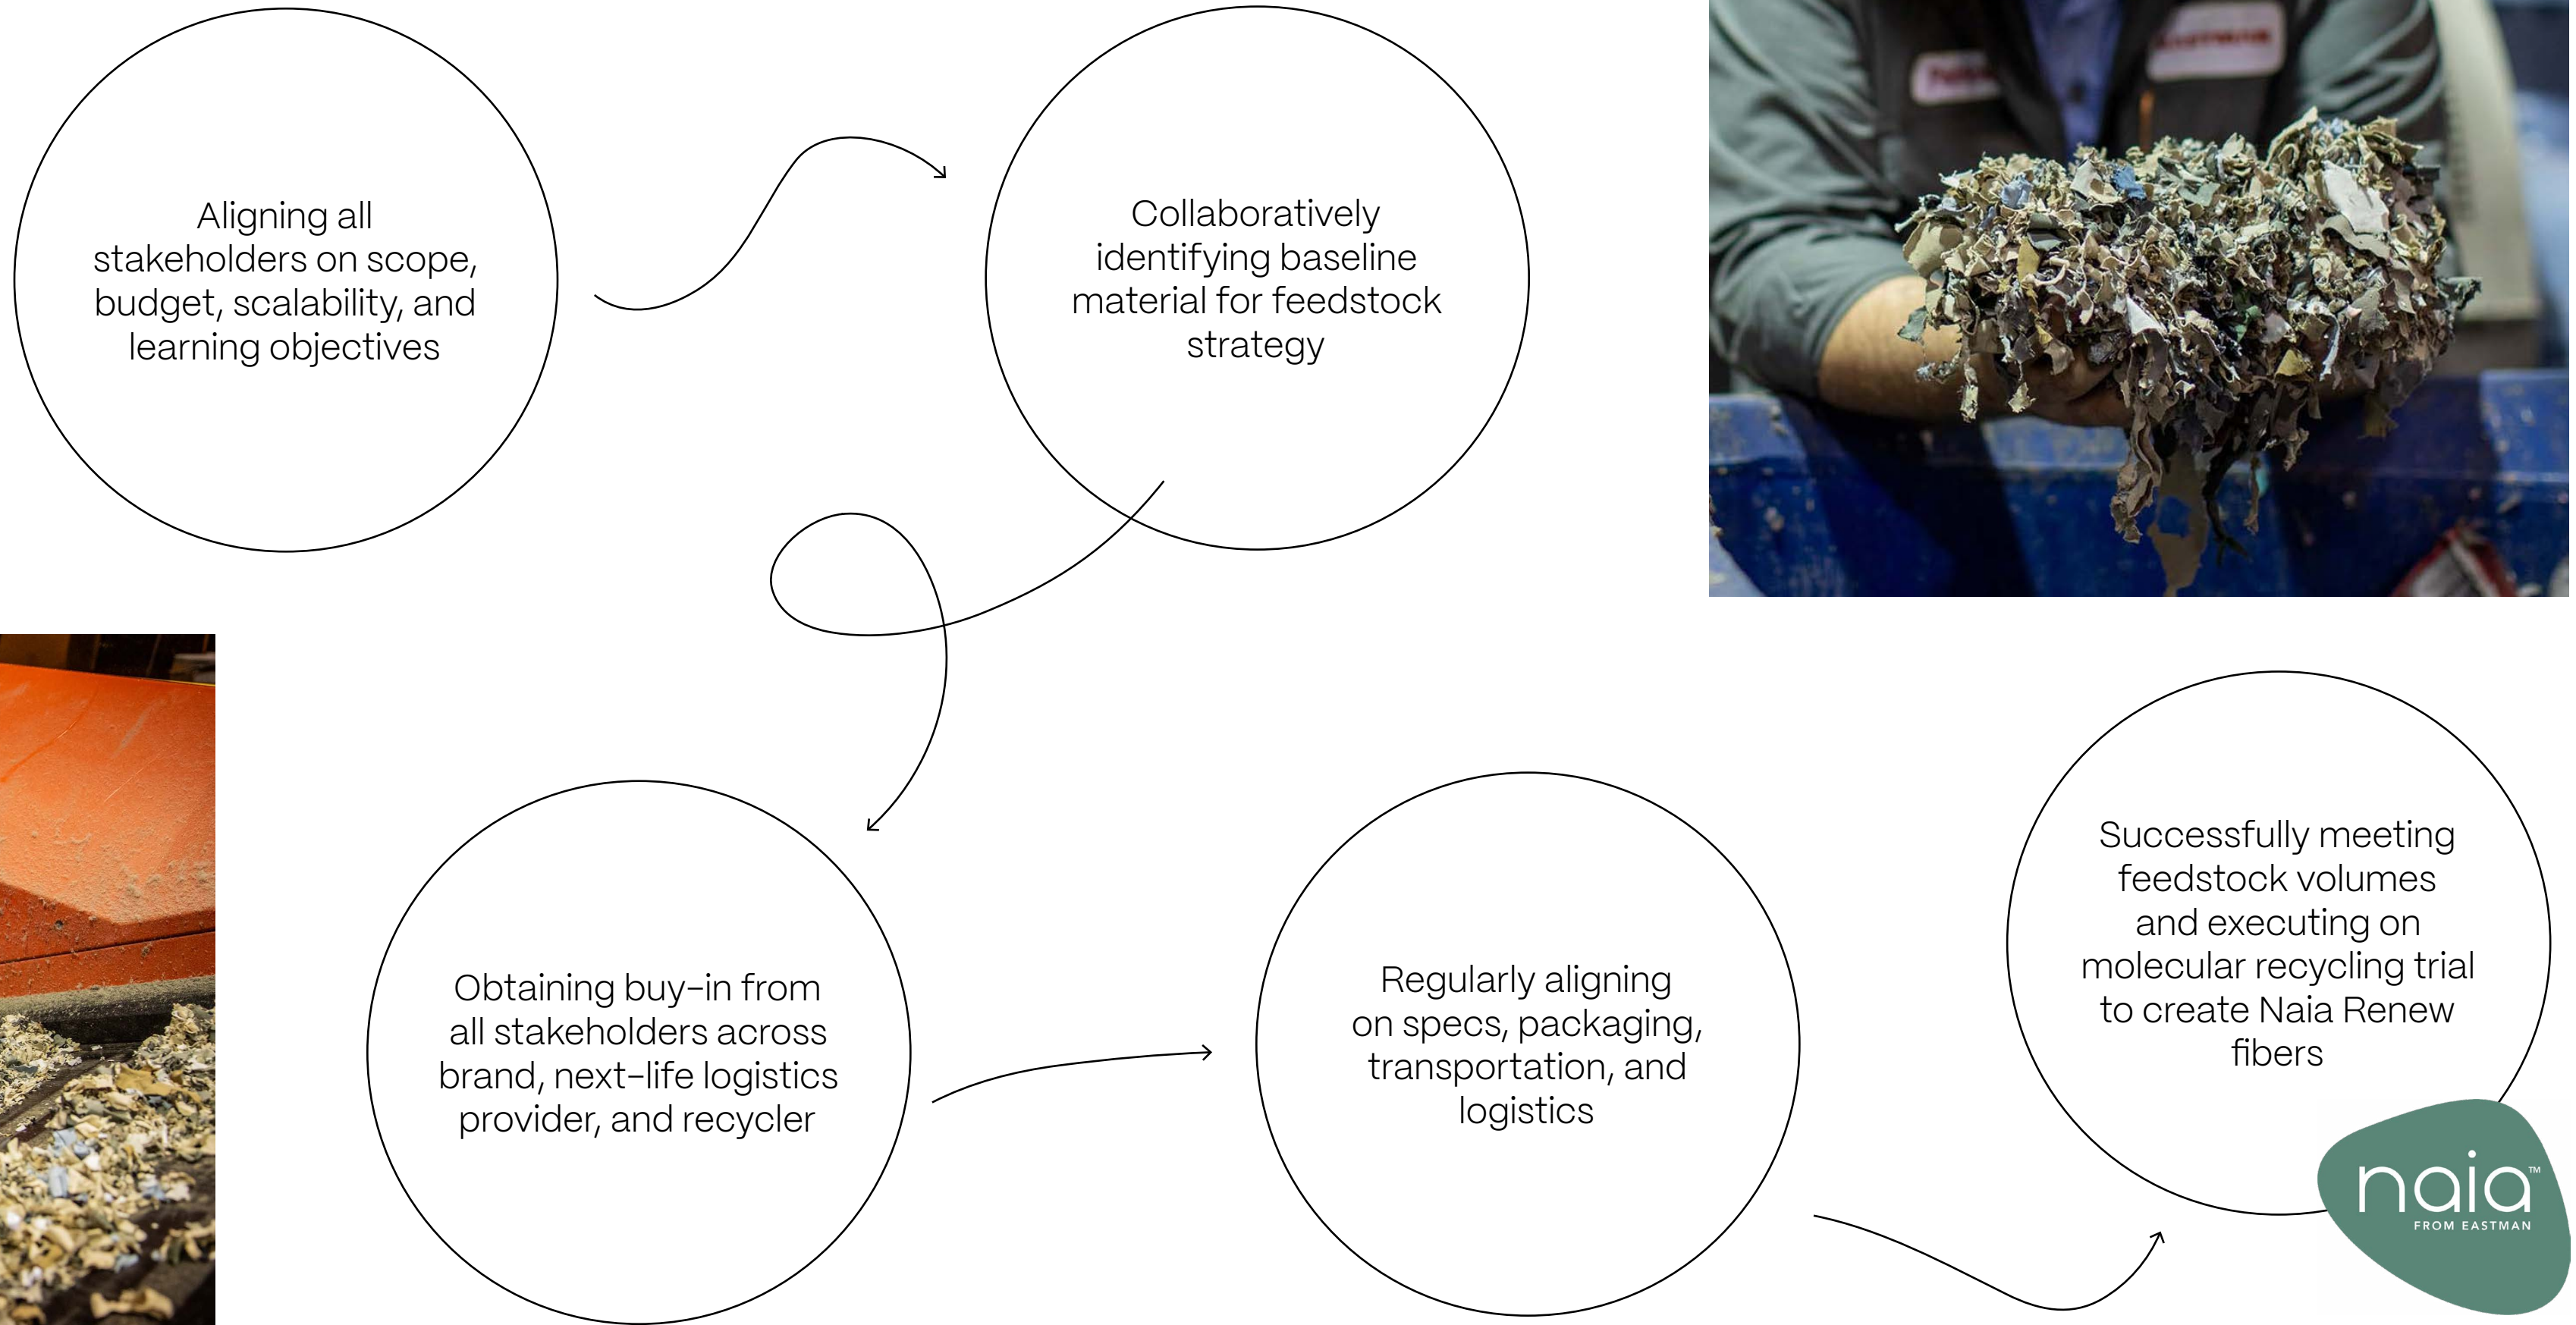 Aligning all
stakeholders on scope,
budget, scalability, and
learning objectives
Collaboratively
identifying baseline
material for feedstock
strategy
Obtaining buy-in from
all stakeholders across
brand, next-life logistics
provider, and recycler
Regularly aligning
on specs, packaging,
transportation, and
logistics
Successfully meeting
feedstock volumes
and executing on
molecular recycling trial
to create Naia Renew
fibers
naia™
FROM EASTMAN